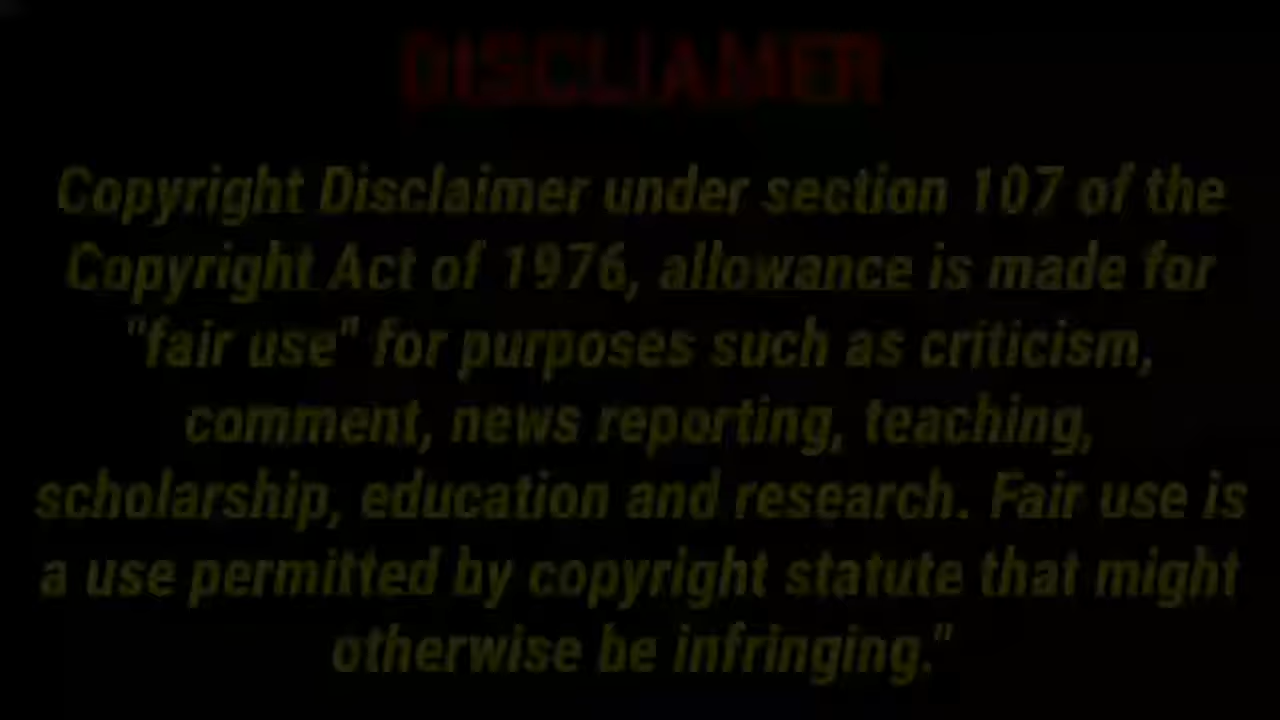 DISCLIAMER
Copyright Disclaimer under section 107 of the
Copyright Act of 1976, allowance is made for
"fair use" for purposes such as criticism,
comment, news reporting, teaching,
scholarship, education and research. Fair use is
a use permitted by copyright statute that might
otherwise be infringing."